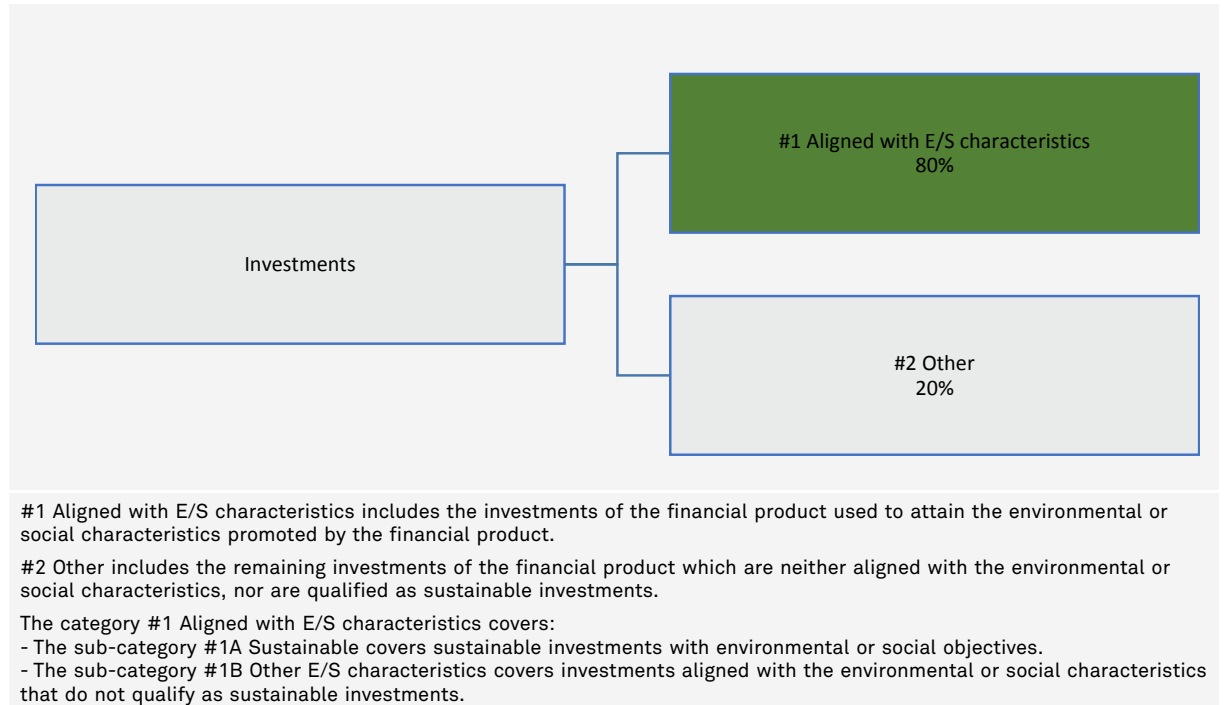 #1 Aligned with E/S characteristics
80%
Investments
#2 Other
20%
#1 Aligned with E/S characteristics includes the investments of the financial product used to attain the environmental or
social characteristics promoted by the financial product.
#2 Other includes the remaining investments of the financial product which are neither aligned with the environmental or
social characteristics, nor are qualified as sustainable investments.
The category #1 Aligned with E/S characteristics covers:
- The sub-category #1A Sustainable covers sustainable investments with environmental or social objectives.
- The sub-category #1B Other E/S characteristics covers investments aligned with the environmental or social characteristics
that do not qualify as sustainable investments.